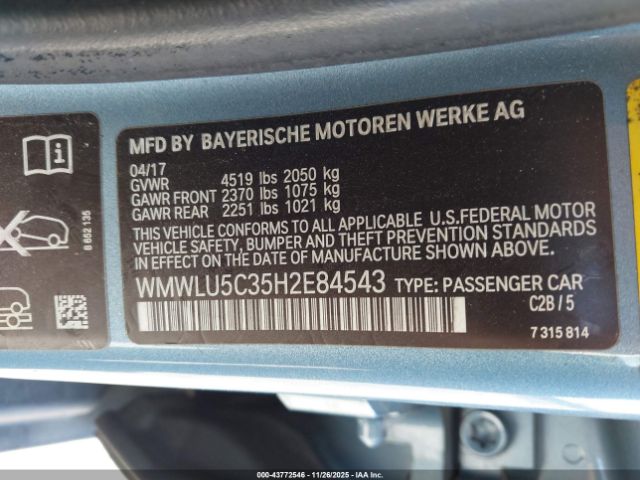 MFD BY BAYERISCHE MOTOREN WERKE AG
04/17
GVWR 4519 lbs 2050 kg
GAWR FRONT 2370 lbs 1075 kg
GAWR REAR 2251 lbs 1021 kg
THIS VEHICLE CONFORMS TO ALL APPLICABLE U.S.FEDERAL MOTOR
VEHICLE SAFETY, BUMPER AND THEFT PREVENTION STANDARDS
IN EFFECT ON THE DATE OF MANUFACTURE SHOWN ABOVE.
WMWLU5C35H2E84543 TYPE: PASSENGER CAR
C2B / 5
7 315 814
8 652 135
000-43772546 - 11/26/2025 - IAAI